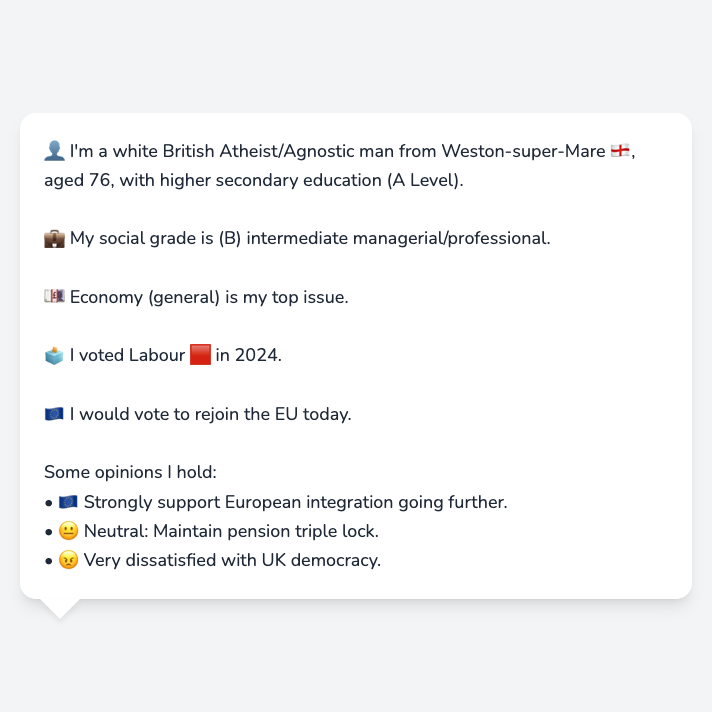 👤 I'm a white British Atheist/Agnostic man from Weston-super-Mare 🏴󠁧󠁢󠁥󠁮󠁧󠁿,
aged 76, with higher secondary education (A Level).
💼 My social grade is (B) intermediate managerial/professional.
💷 Economy (general) is my top issue.
🗳️ I voted Labour 🟥 in 2024.
🇪🇺 I would vote to rejoin the EU today.
Some opinions I hold:
• 🇪🇺 Strongly support European integration going further.
• 😐 Neutral: Maintain pension triple lock.
• 😠 Very dissatisfied with UK democracy.